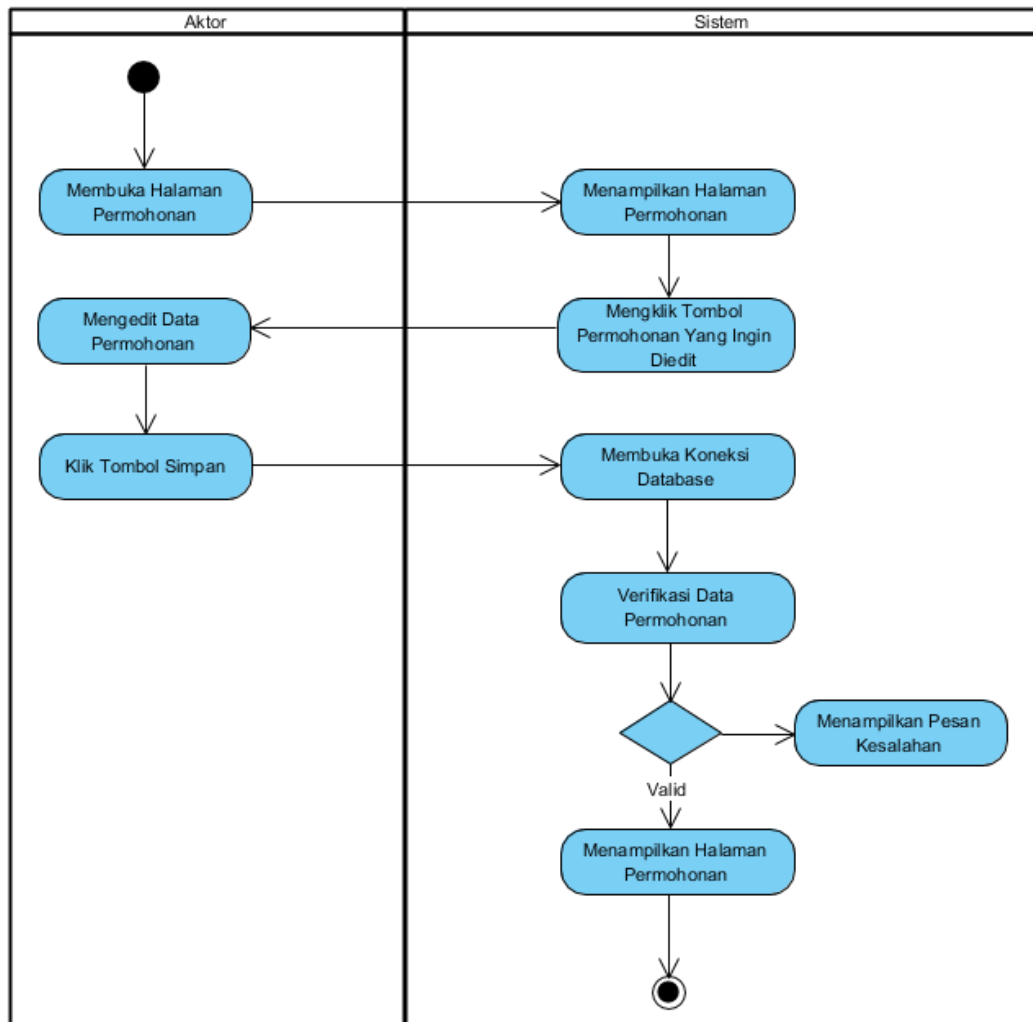 Aktor
Sistem
Membuka Halaman
Permohonan
Menampilkan Halaman
Permohonan
Mengedit Data
Permohonan
Mengklik Tombol
Permohonan Yang Ingin
Diedit
Klik Tombol Simpan
Membuka Koneksi
Database
Verifikasi Data
Permohonan
Menampilkan Pesan
Kesalahan
Valid
Menampilkan Halaman
Permohonan